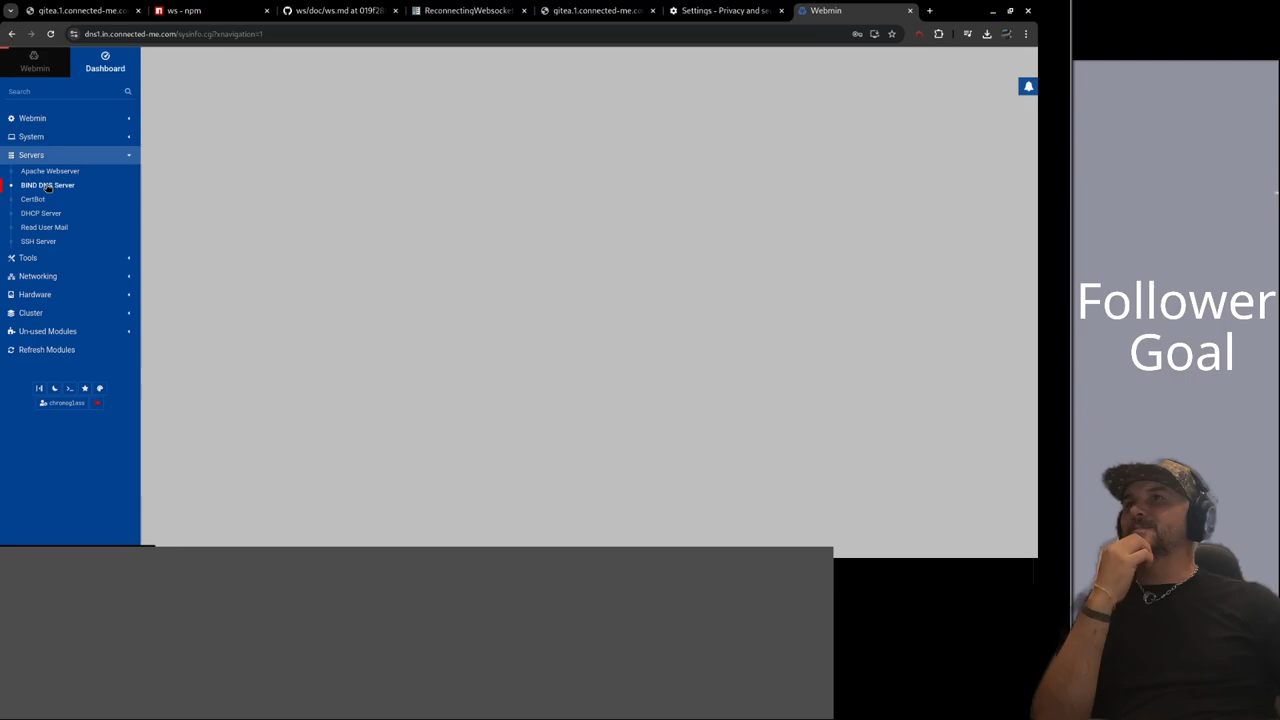 gitea.1.connected-me.co
ws - npm
ws/doc/ws.md at 019f28
ReconnectingWebsocket
gitea.1.connected-me.co
Settings - Privacy and se
Webmin
dns1.in.connected-me.com/sysinfo.cgi?xnavigation=1
Webmin
Dashboard
Search
Webmin
System
Servers
Apache Webserver
BIND DNS Server
CertBot
DHCP Server
Read User Mail
SSH Server
Tools
Networking
Hardware
Cluster
Un-used Modules
Refresh Modules
chronoglass
Follower
Goal